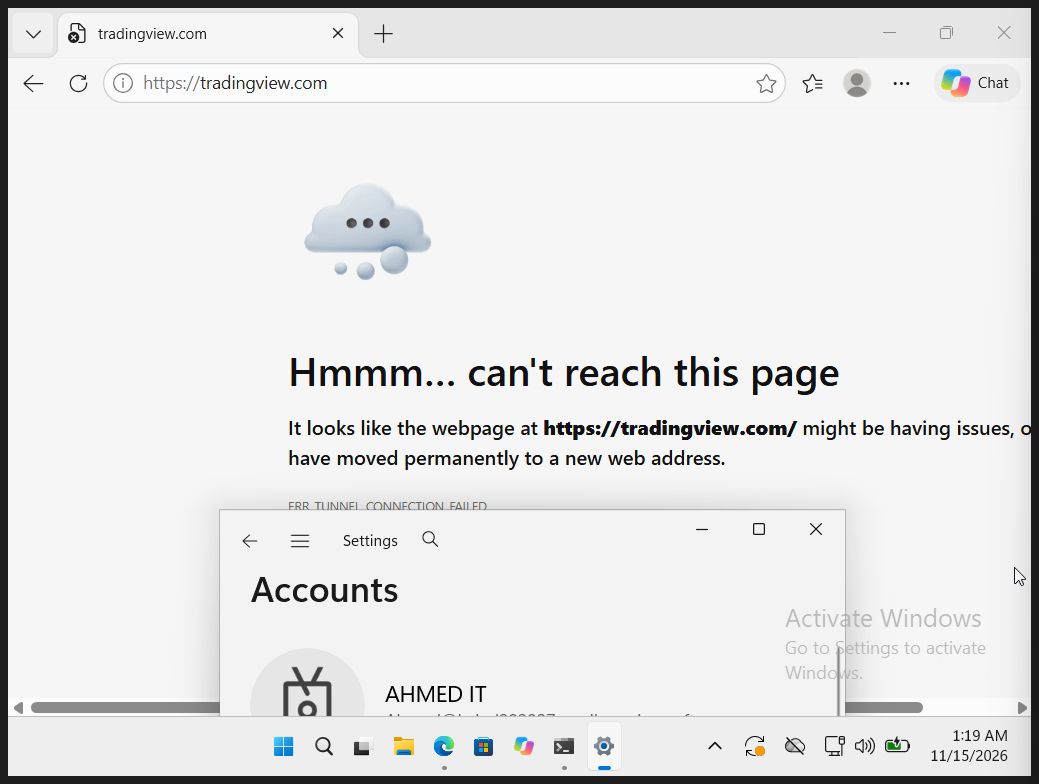 tradingview.com
https://tradingview.com
Chat
Hmmm... can't reach this page
It looks like the webpage at https://tradingview.com/ might be having issues, o
have moved permanently to a new web address.
ERR_TUNNEL_CONNECTION_FAILED
Settings
Accounts
AHMED IT
Activate Windows
Go to Settings to activate
Windows.
1:19 AM
11/15/2026